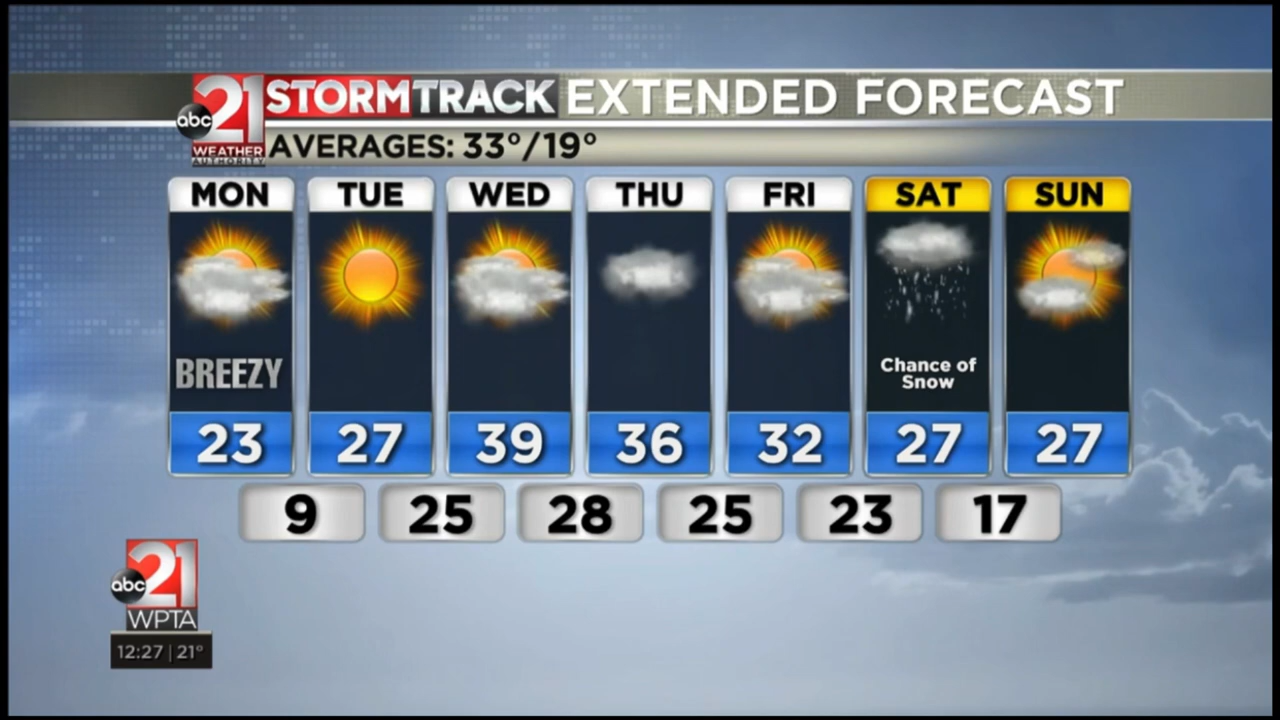 abc 21 STORMTRACK EXTENDED FORECAST
WEATHER AUTHORITY
AVERAGES: 33°/19°
MON TUE WED THU FRI SAT SUN
BREEZY
Chance of
Snow
23 27 39 36 32 27 27
9 25 28 25 23 17
abc 21
WPTA
12:27 | 21°